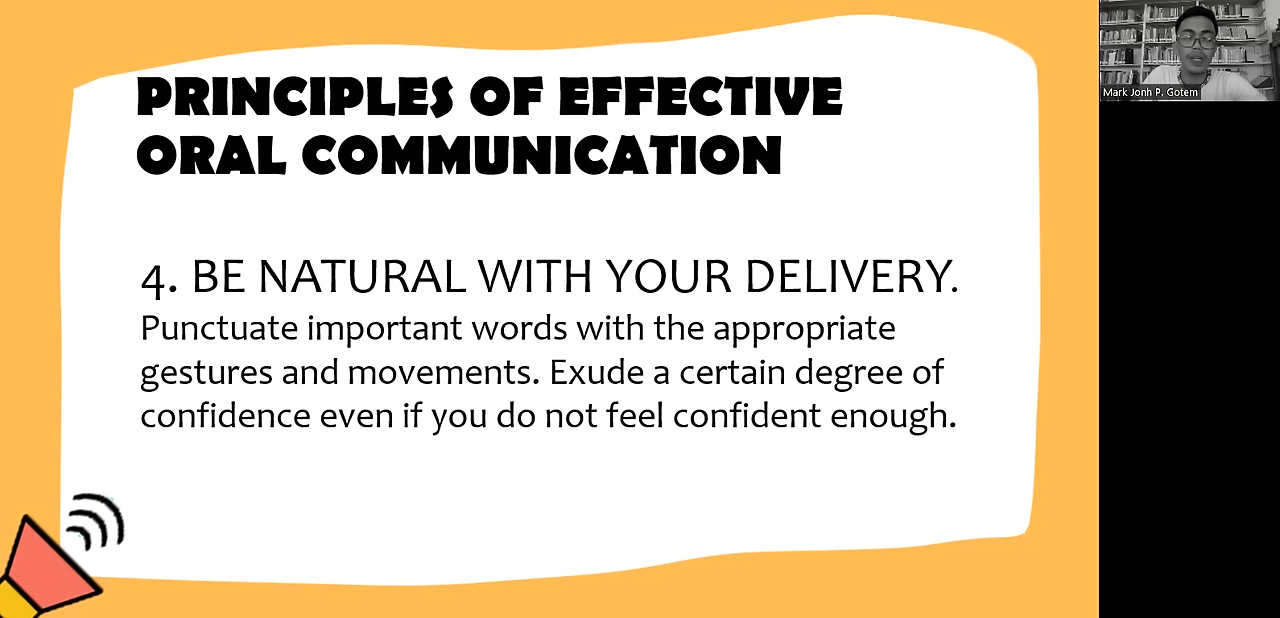 PRINCIPLES OF EFFECTIVE
ORAL COMMUNICATION
4. BE NATURAL WITH YOUR DELIVERY.
Punctuate important words with the appropriate
gestures and movements. Exude a certain degree of
confidence even if you do not feel confident enough.
Mark Jonh P. Gotem